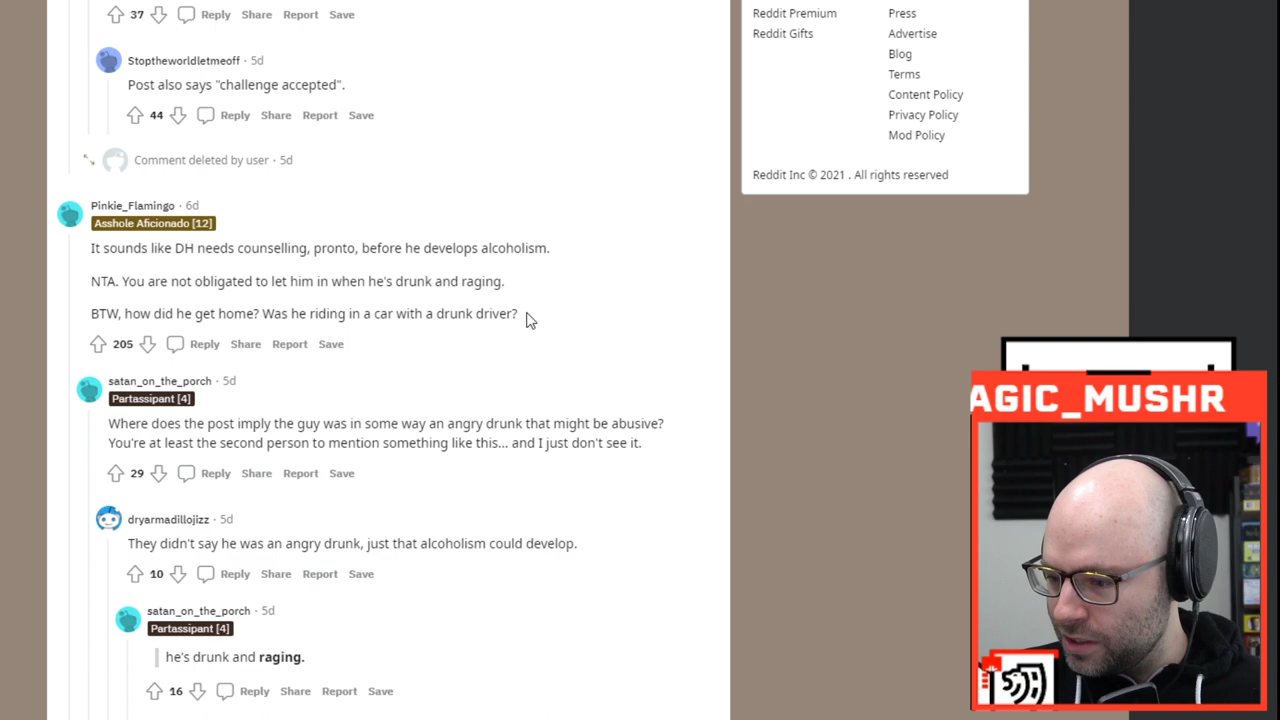 37 Reply Share Report Save
Stoptheworldletmeoff · 5d
Post also says "challenge accepted".
44 Reply Share Report Save
Comment deleted by user · 5d
Pinkie_Flamingo · 6d
Asshole Aficionado [12]
It sounds like DH needs counselling, pronto, before he develops alcoholism.
NTA. You are not obligated to let him in when he's drunk and raging.
BTW, how did he get home? Was he riding in a car with a drunk driver?
205 Reply Share Report Save
satan_on_the_porch · 5d
Partassipant [4]
Where does the post imply the guy was in some way an angry drunk that might be abusive?
You're at least the second person to mention something like this... and I just don't see it.
29 Reply Share Report Save
dryarmadillojizz · 5d
They didn't say he was an angry drunk, just that alcoholism could develop.
10 Reply Share Report Save
satan_on_the_porch · 5d
Partassipant [4]
he's drunk and raging.
16 Reply Share Report Save
Reddit Premium
Reddit Gifts
Press
Advertise
Blog
Terms
Content Policy
Privacy Policy
Mod Policy
Reddit Inc © 2021 . All rights reserved
AGIC_MUSHR